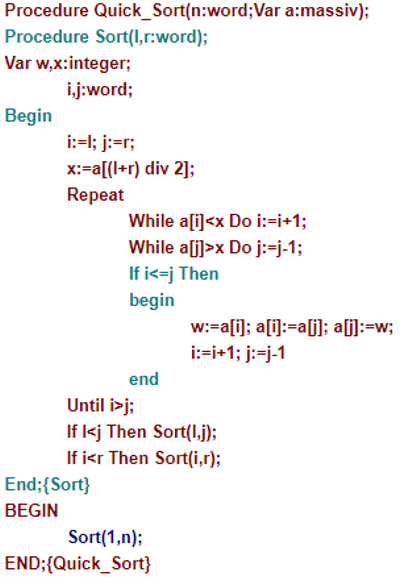 Procedure Quick_Sort(n:word;Var a:massiv);
Procedure Sort(l,r:word);
Var w,x:integer;
i,j:word;
Begin
i:=l; j:=r;
x:=a[(l+r) div 2];
Repeat
While a[i]<x Do i:=i+1;
While a[j]>x Do j:=j-1;
If i<=j Then
begin
w:=a[i]; a[i]:=a[j]; a[j]:=w;
i:=i+1; j:=j-1
end
Until i>j;
If l<j Then Sort(l,j);
If i<r Then Sort(i,r);
End;{Sort}
BEGIN
Sort(1,n);
END;{Quick_Sort}